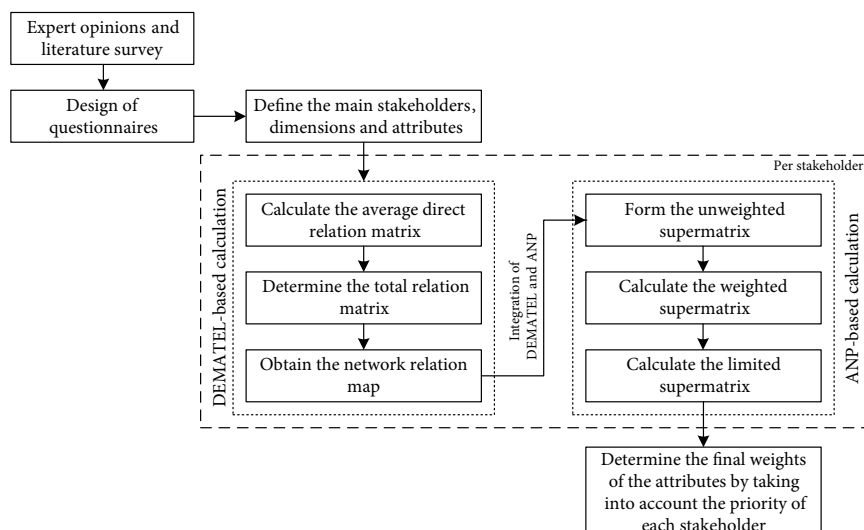 Expert opinions and
literature survey
Design of
questionnaires
Define the main stakeholders,
dimensions and attributes
Per stakeholder
DEMATEL-based calculation
Calculate the average direct
relation matrix
Determine the total relation
matrix
Obtain the network relation
map
Integration of
DEMATEL and ANP
Form the unweighted
supermatrix
Calculate the weighted
supermatrix
Calculate the limited
supermatrix
ANP-based calculation
Determine the final weights
of the attributes by taking
into account the priority of
each stakeholder